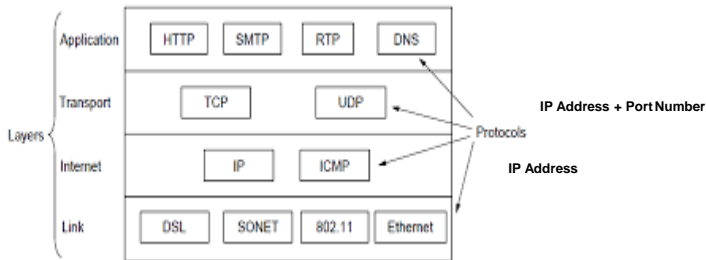 Application HTTP SMTP RTP DNS
Transport TCP UDP IP Address + Port Number
Layers Protocols
Internet IP ICMP IP Address
Link DSL SONET 802.11 Ethernet